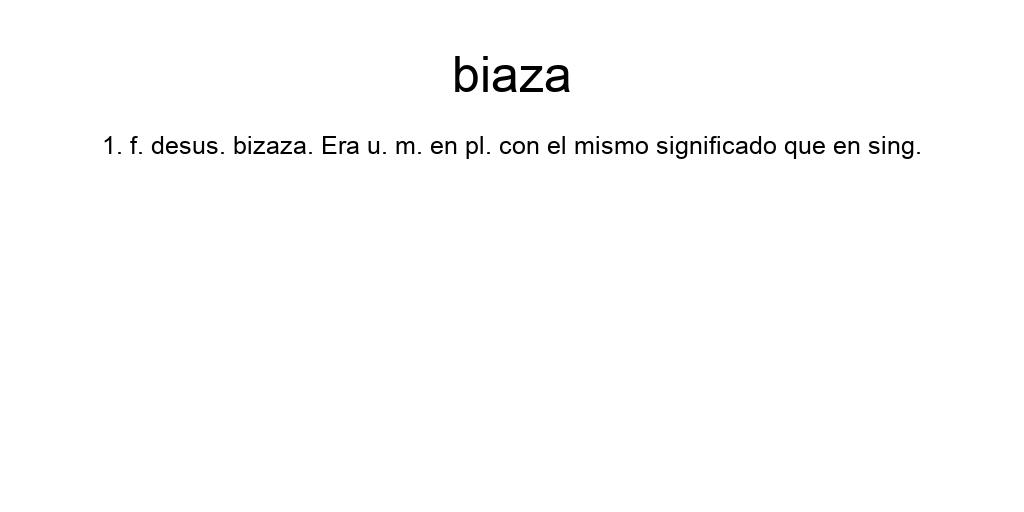 biaza
1. f. desus. bizaza. Era u. m. en pl. con el mismo significado que en sing.